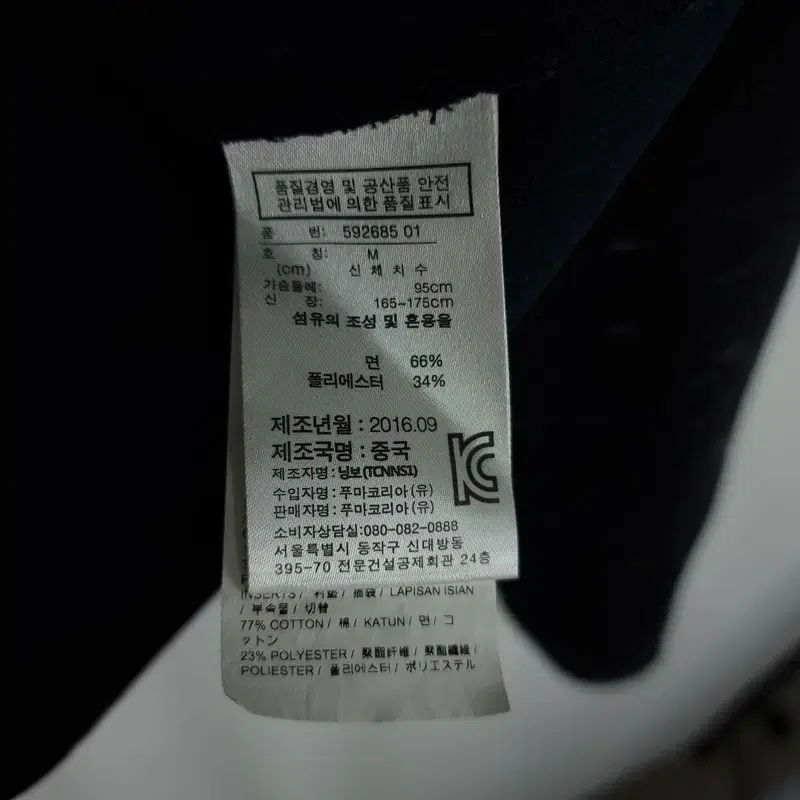 품질경영 및 공산품 안전
관리법에 의한 품질표시
품 번: 592685 01
호 칭: M
(cm) 신 체 치 수
가슴둘레: 95cm
신 장: 165~175cm
섬유의 조성 및 혼용율
면 66%
폴리에스터 34%
제조년월 : 2016.09
제조국명 : 중국
제조자명 : 닝보(TCNNS1)
수입자명 : 푸마코리아 (유)
판매자명 : 푸마코리아 (유)
소비자상담실:080-082-0888
서울특별시 동작구 신대방동
395-70 전문건설공제회관 24층
INSERTS / 衬垫 / 插袋 / LAPISAN ISIAN
/ 부속물 / 切替
77% COTTON / 棉 / KATUN / 면 / コ
ットン
23% POLYESTER / 聚酯纤维 / 聚酯纖維 /
POLIESTER / 폴리에스터 / ポリエステル